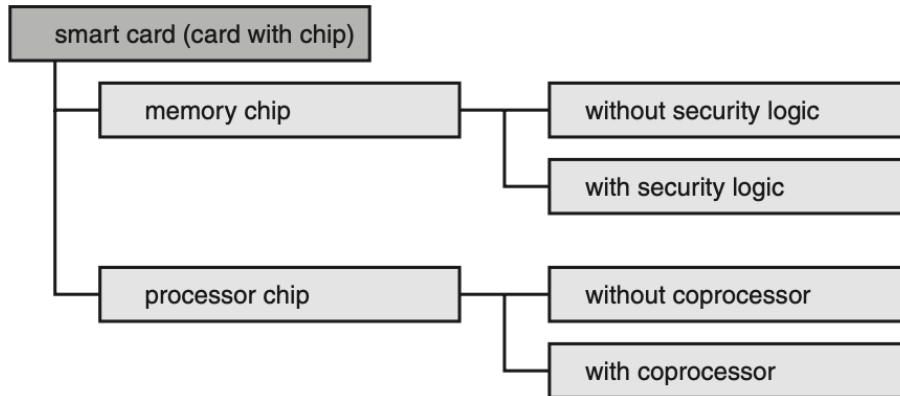 smart card (card with chip)
memory chip
without security logic
with security logic
processor chip
without coprocessor
with coprocessor